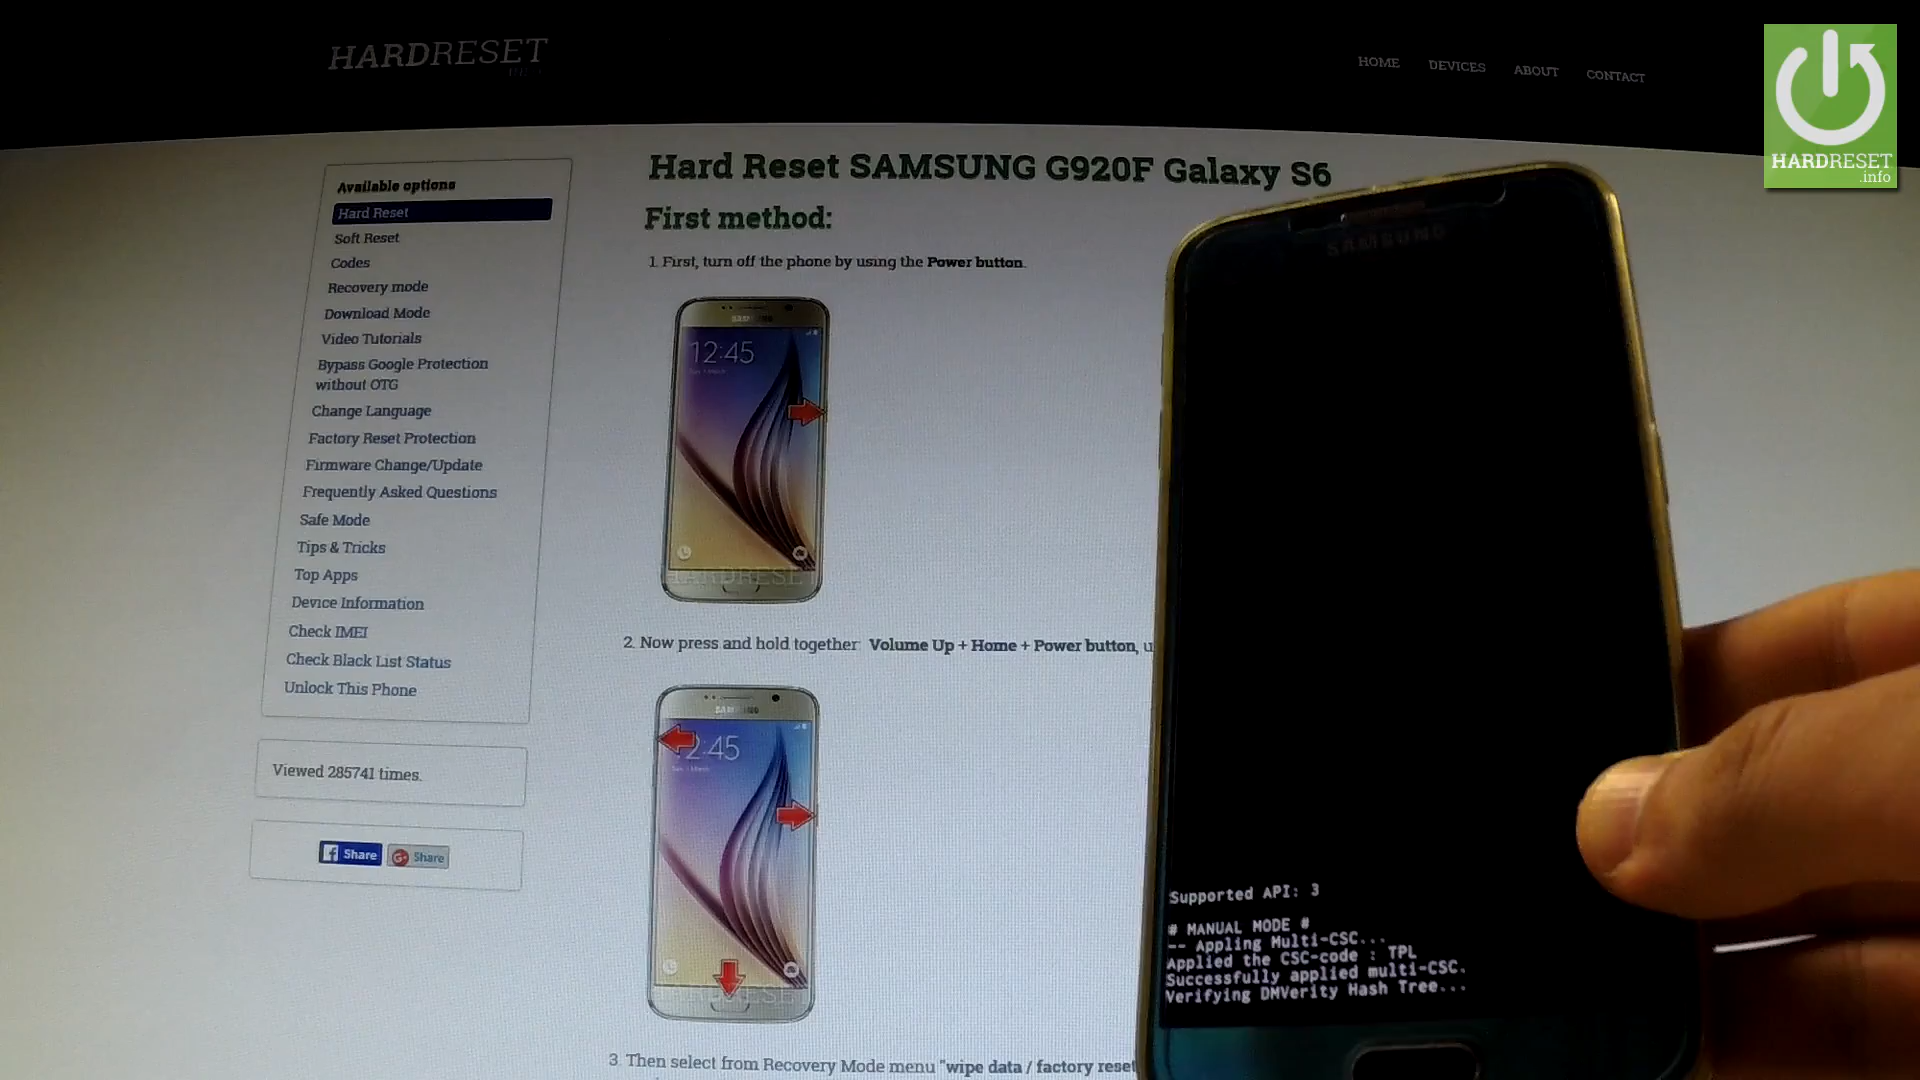 HARDRESET
HOME DEVICES ABOUT CONTACT
HARDRESET
.info
Available options
Hard Reset
Soft Reset
Codes
Recovery mode
Download Mode
Video Tutorials
Bypass Google Protection
without OTG
Change Language
Factory Reset Protection
Firmware Change/Update
Frequently Asked Questions
Safe Mode
Tips & Tricks
Top Apps
Device Information
Check IMEI
Check Black List Status
Unlock This Phone
Viewed 285741 times.
Share
Share
Hard Reset SAMSUNG G920F Galaxy S6
First method:
1. First, turn off the phone by using the Power button.
SAMSUNG
12:45
HARDRESET
2. Now press and hold together: Volume Up + Home + Power button, u
SAMSUNG
2:45
3. Then select from Recovery Mode menu "wipe data / factory reset
SAMSUNG
Supported API: 3
# MANUAL MODE #
-- Appling Multi-CSC...
Applied the CSC-code : TPL
Successfully applied multi-CSC.
Verifying DMVerity Hash Tree...